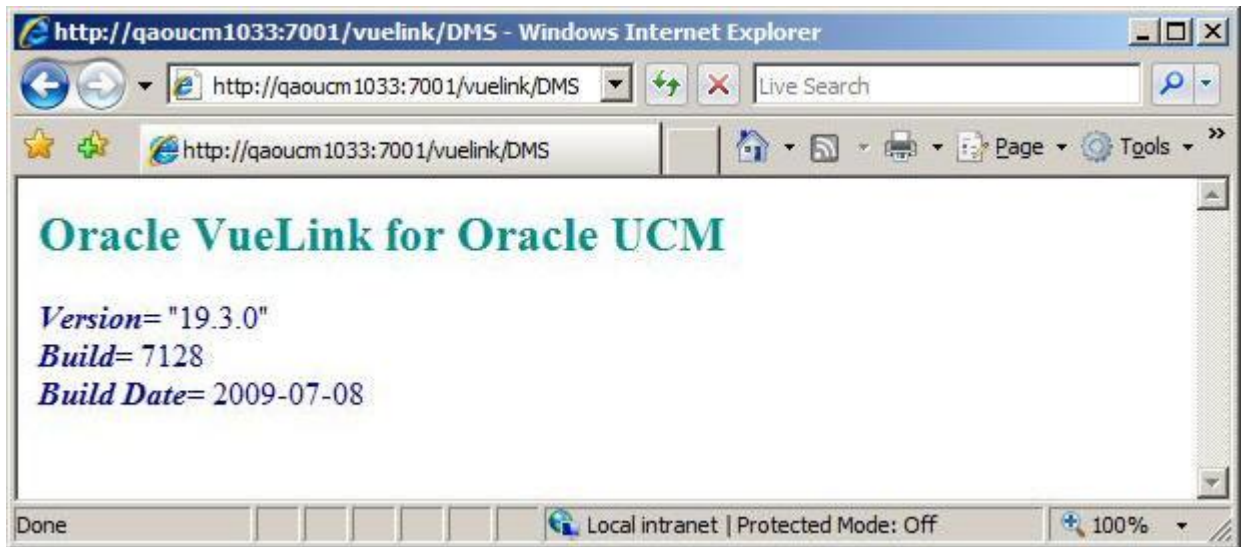 http://qaoucm1033:7001/vuelink/DMS - Windows Internet Explorer
http://qaoucm1033:7001/vuelink/DMS
Live Search
http://qaoucm1033:7001/vuelink/DMS
Page
Tools
»
Oracle VueLink for Oracle UCM
Version= "19.3.0"
Build= 7128
Build Date= 2009-07-08
Done
Local intranet | Protected Mode: Off
100%